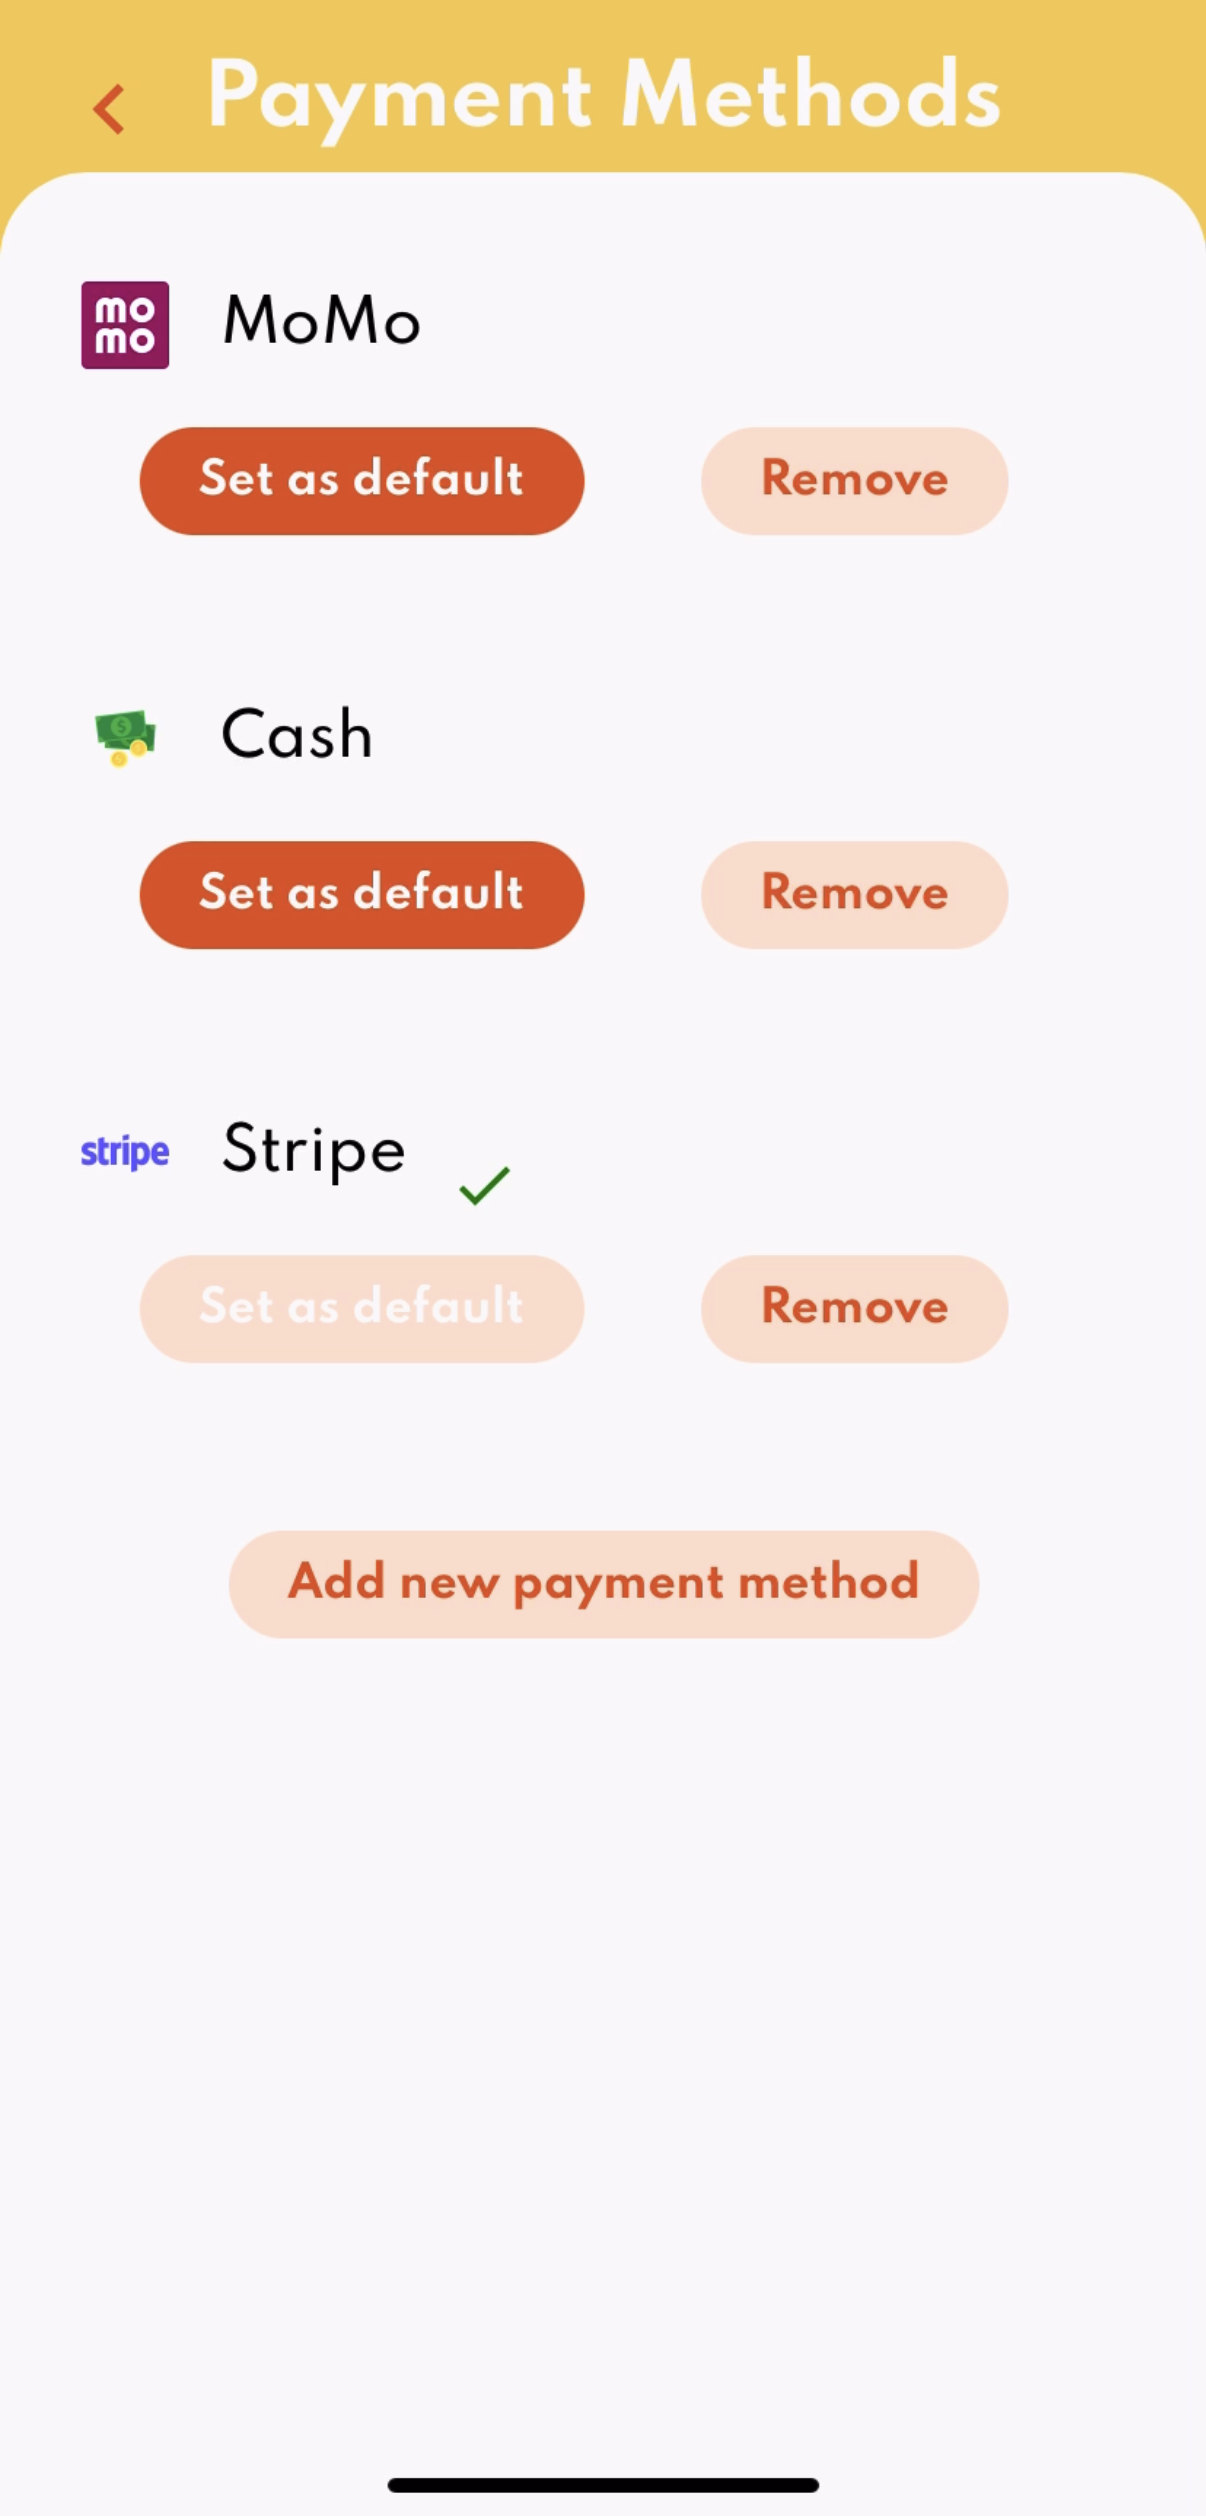 Payment Methods
mo
mo
MoMo
Set as default Remove
$
Cash
Set as default Remove
stripe Stripe
Set as default Remove
Add new payment method